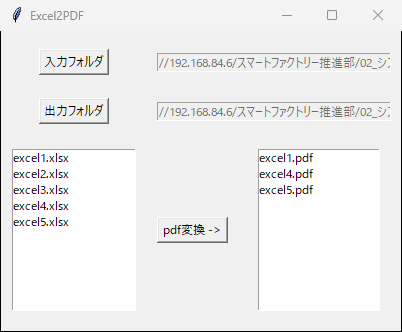 Excel2PDF
入力フォルダ
//192.168.84.6/スマートファクトリー推進部/02_シス
出力フォルダ
//192.168.84.6/スマートファクトリー推進部/02_シス
excel1.xlsx
excel2.xlsx
excel3.xlsx
excel4.xlsx
excel5.xlsx
pdf変換 ->
excel1.pdf
excel4.pdf
excel5.pdf